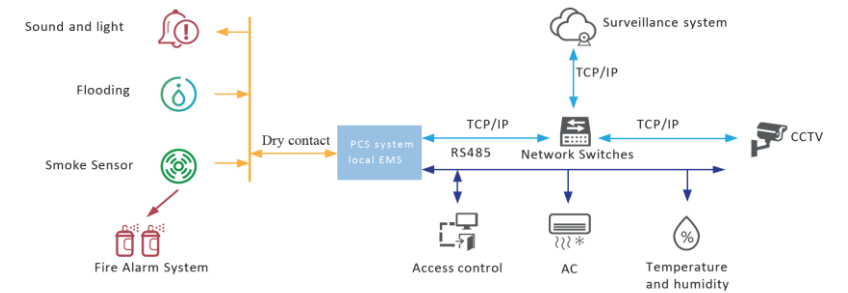 Sound and light
Surveillance system
TCP/IP
Flooding
Dry contact
PCS system
local EMS
TCP/IP
TCP/IP
CCTV
RS485
Network Switches
Smoke Sensor
Fire Alarm System
Access control
AC
%
Temperature
and humidity